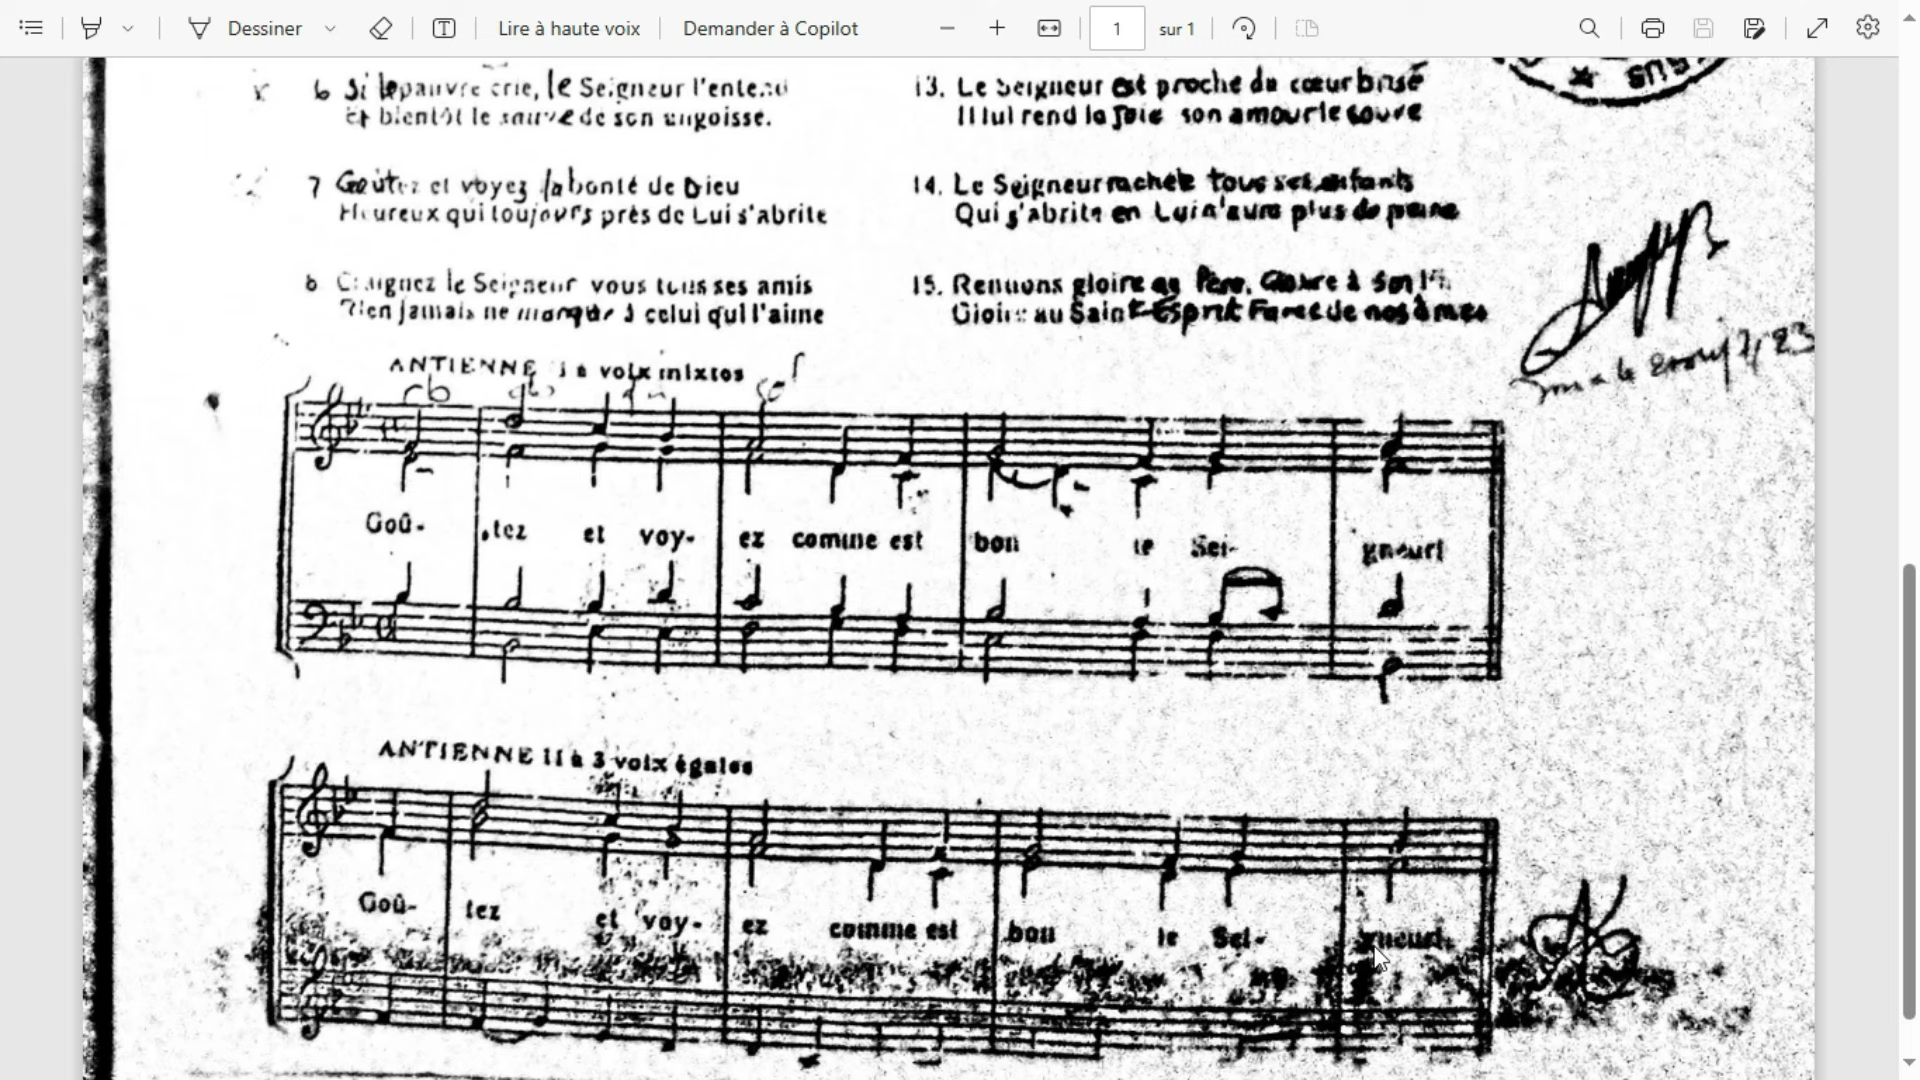 Dessiner
Lire à haute voix
Demander à Copilot
1
sur 1
6 Si le pauvre crie, le Seigneur l'entend
Et bientôt le sauve de son angoisse.
7 Goûtez et voyez la bonté de Dieu
Heureux qui toujours près de Lui s'abrite
8 Craignez le Seigneur vous tous ses amis
Rien jamais ne manque à celui qui l'aime
13. Le Seigneur est proche du cœur brisé
Il lui rend la joie son amour le sauve
14. Le Seigneur rachète tous ses enfants
Qui s'abrite en Lui n'aura plus de peine
15. Rendons gloire au Père, Gloire à Son
Gloire au Saint-Esprit Force de nos âmes
ANTIENNE à voix mixtes
Goû- tez et voy- ez comme est bon le Sei- gneur!
ANTIENNE II à 3 voix égales
Goû- tez et voy- ez comme est bon le Sei- gneur!